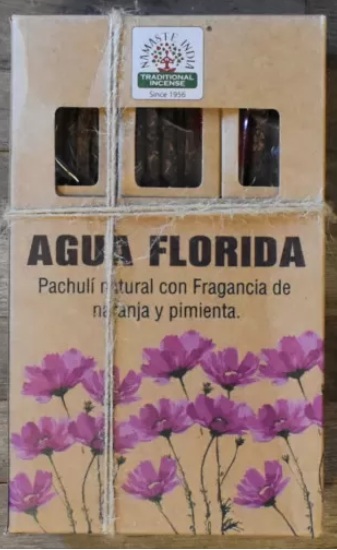 NAMASTE INDIA
TRADITIONAL
INCENSE
Since 1956
AGUA FLORIDA
Pachulí natural con Fragancia de
naranja y pimienta.